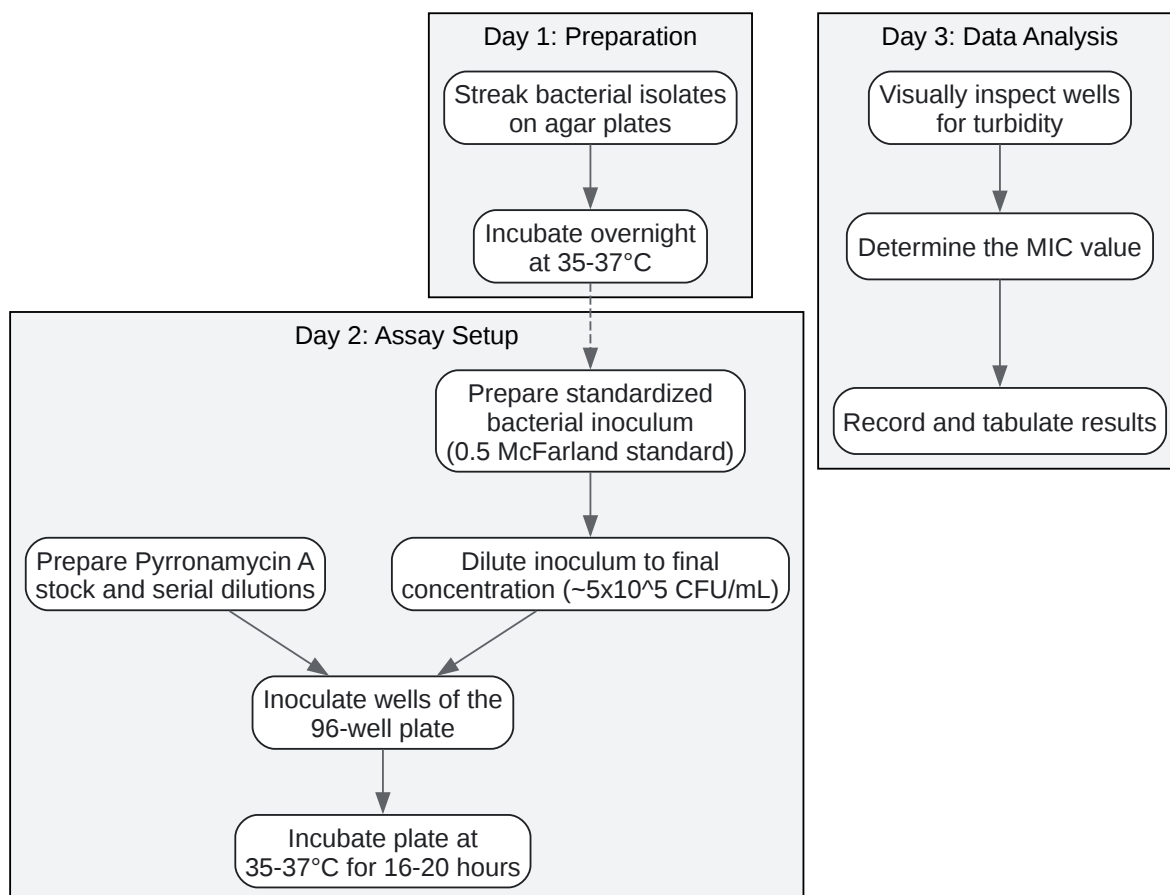 Day 1: Preparation
Streak bacterial isolates
on agar plates
Incubate overnight
at 35-37°C
Day 2: Assay Setup
Prepare standardized
bacterial inoculum
(0.5 McFarland standard)
Prepare Pyrronamycin A
stock and serial dilutions
Dilute inoculum to final
concentration (~5x10^5 CFU/mL)
Inoculate wells of the
96-well plate
Incubate plate at
35-37°C for 16-20 hours
Day 3: Data Analysis
Visually inspect wells
for turbidity
Determine the MIC value
Record and tabulate results